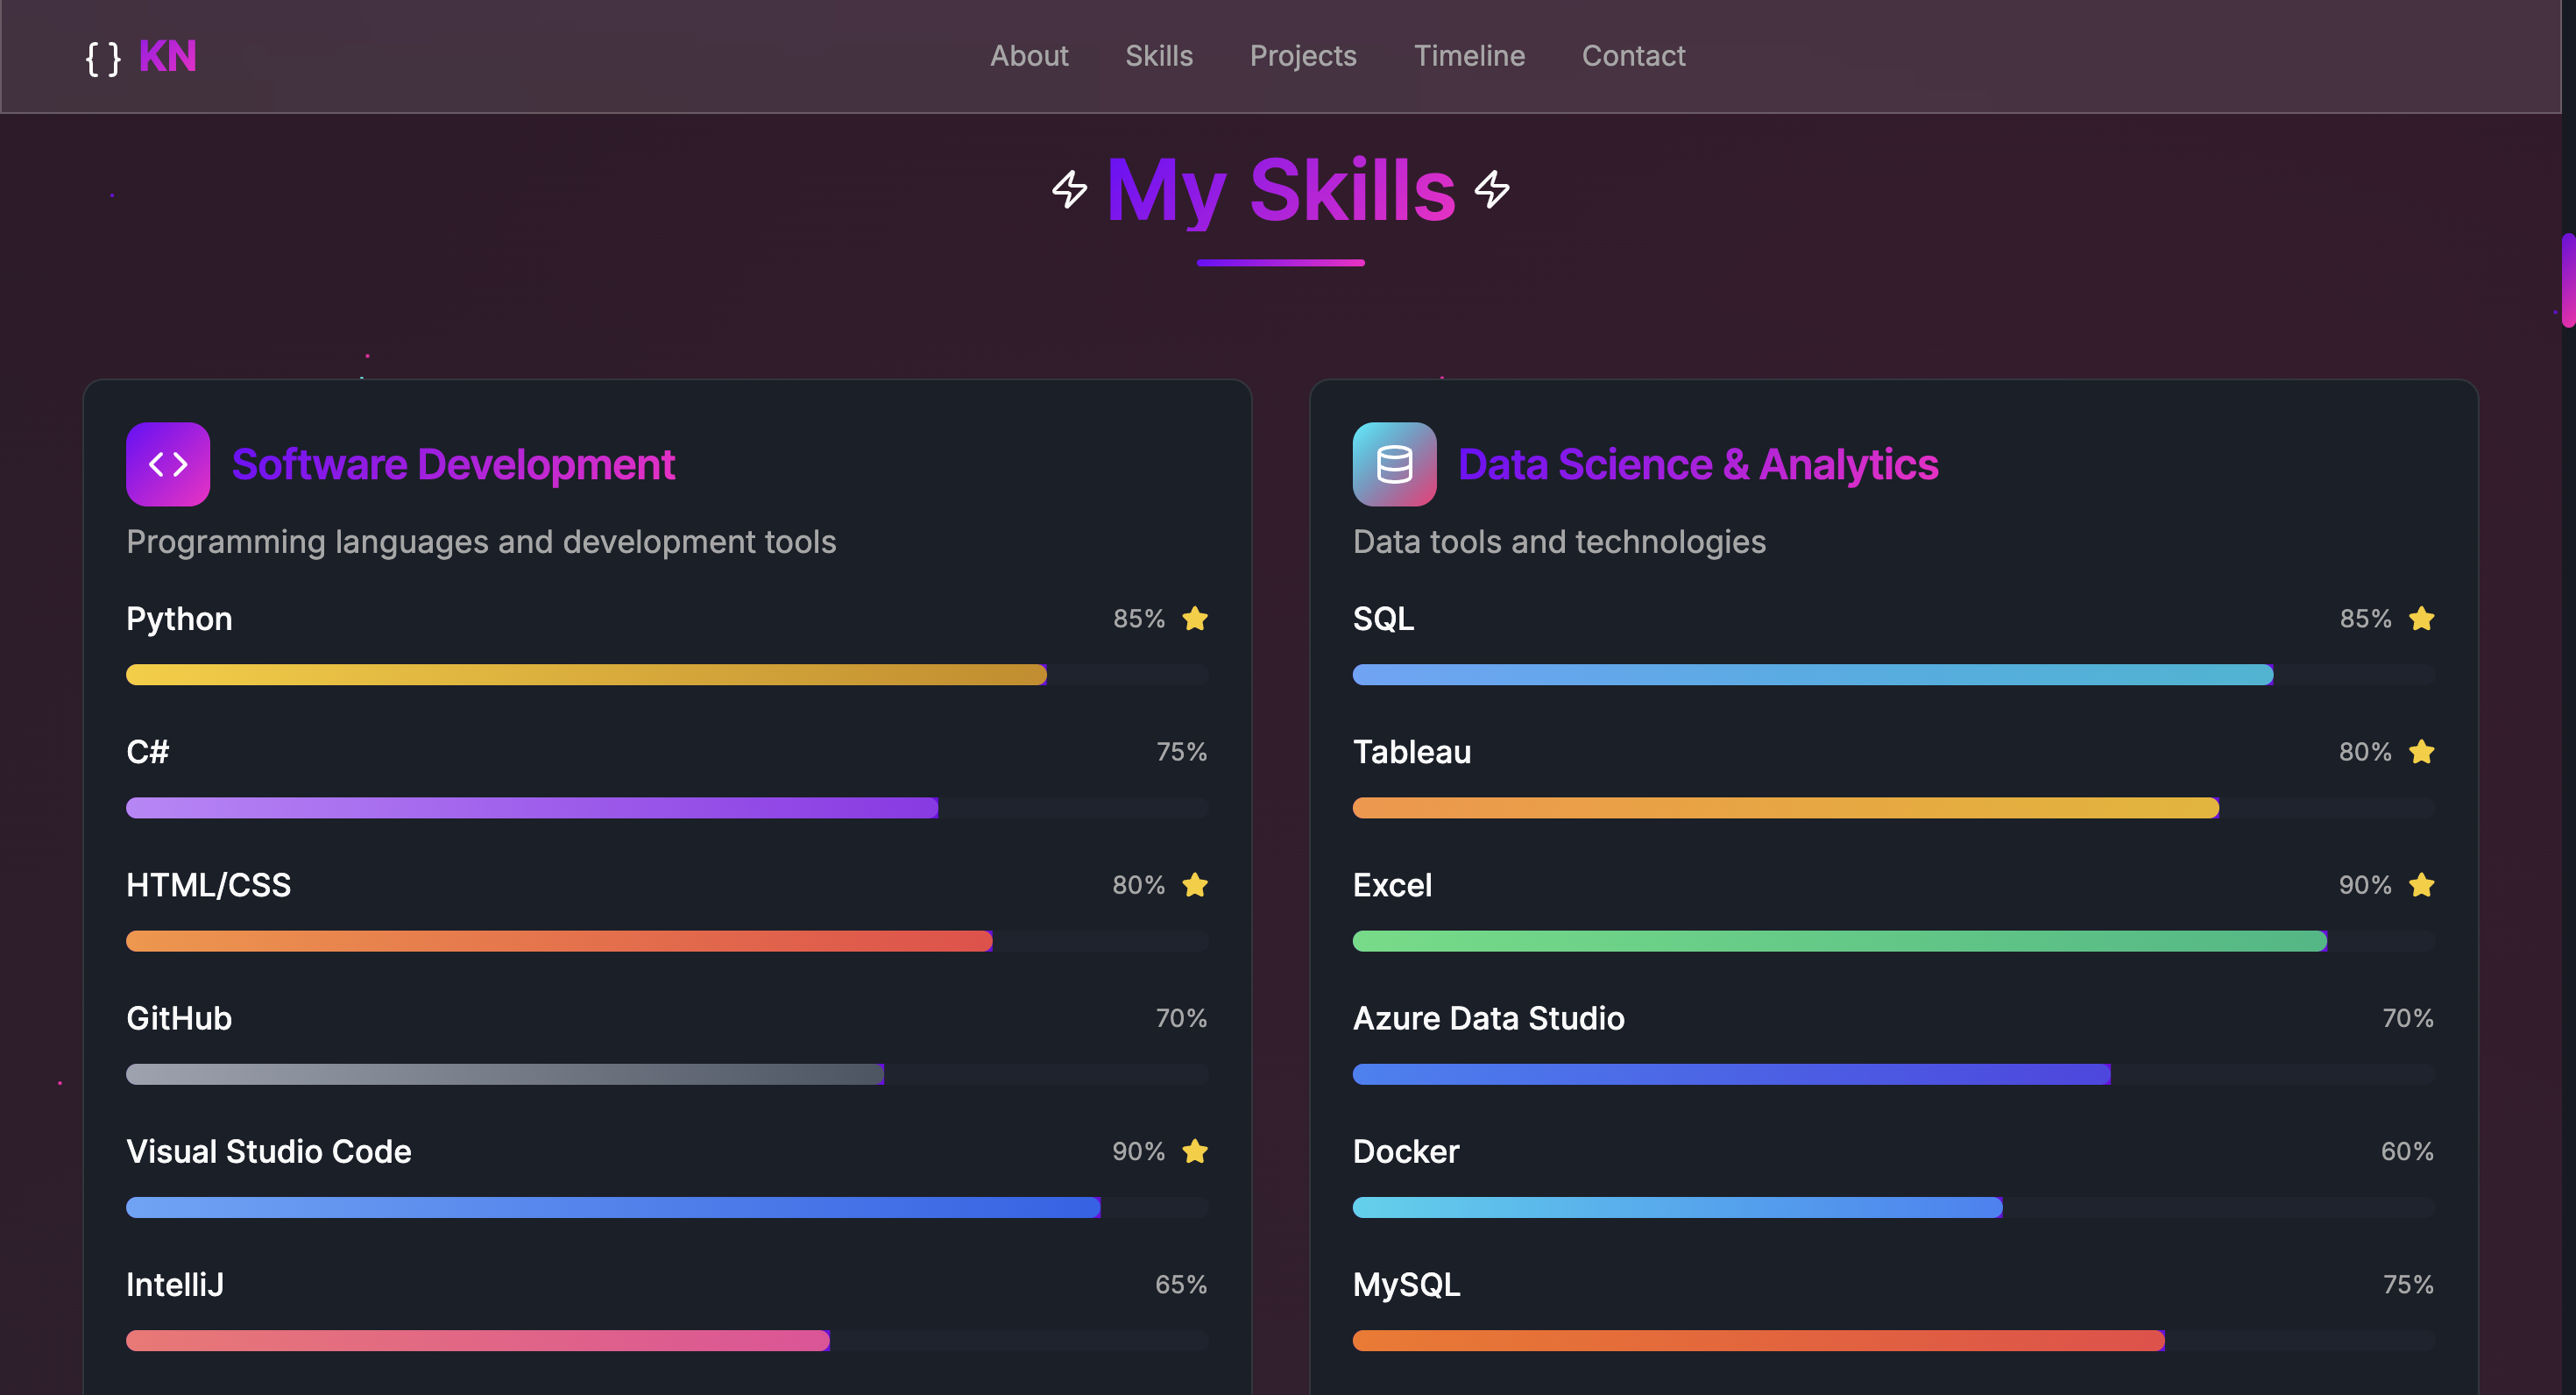 { } KN
About Skills Projects Timeline Contact
My Skills
Software Development
Programming languages and development tools
Python 85%
C# 75%
HTML/CSS 80%
GitHub 70%
Visual Studio Code 90%
IntelliJ 65%
Data Science & Analytics
Data tools and technologies
SQL 85%
Tableau 80%
Excel 90%
Azure Data Studio 70%
Docker 60%
MySQL 75%